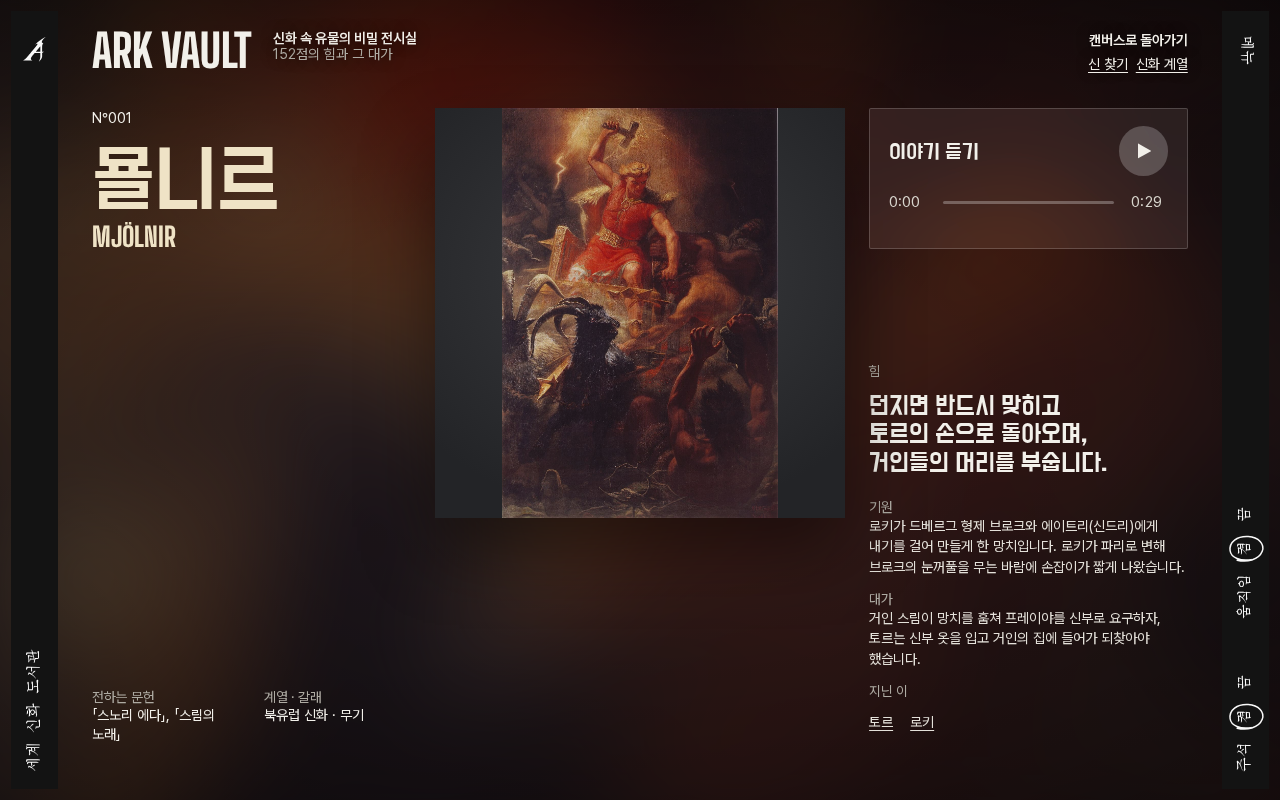 ARK VAULT
신화 속 유물의 비밀 전시실
152점의 힘과 그 대가
캔버스로 돌아가기
신 찾기 신화 계열
목차
N°001
묠니르
MJÖLNIR
이야기 듣기
0:00
0:29
힘
던지면 반드시 맞히고
토르의 손으로 돌아오며,
거인들의 머리를 부숩니다.
기원
로키가 드베르그 형제 브로크와 에이트리(신드리)에게
내기를 걸어 만들게 한 망치입니다. 로키가 파리로 변해
브로크의 눈꺼풀을 무는 바람에 손잡이가 짧게 나왔습니다.
대가
거인 스림이 망치를 훔쳐 프레이야를 신부로 요구하자,
토르는 신부 옷을 입고 거인의 집에 들어가 되찾아야
했습니다.
지닌 이
토르 로키
전하는 문헌
「스노리 에다」, 「스림의
노래」
계열 · 갈래
북유럽 신화 · 무기
세계 신화 도서관
움직임 켬 끔
주석 켬 끔